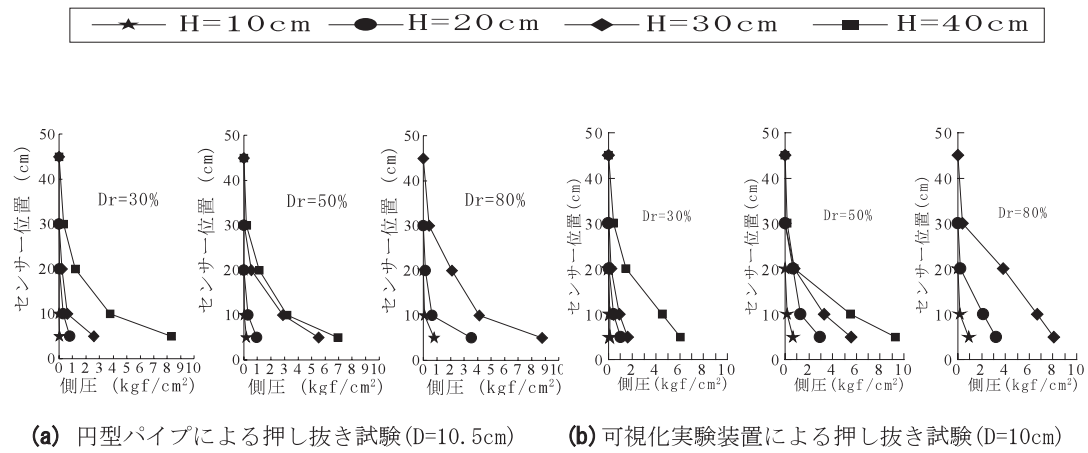 H=10cm H=20cm H=30cm H=40cm
センサー位置 (cm)
50
40
30
20
10
0
Dr=30%
0 1 2 3 4 5 6 7 8 9 10
側圧 (kgf/cm²)
センサー位置 (cm)
50
40
30
20
10
0
Dr=50%
0 1 2 3 4 5 6 7 8 9 10
側圧 (kgf/cm²)
センサー位置 (cm)
50
40
30
20
10
0
Dr=80%
0 1 2 3 4 5 6 7 8 9 10
側圧 (kgf/cm²)
センサー位置(cm)
50
40
30
20
10
0
Dr=30%
0 2 4 6 8 10
側圧(kgf/cm²)
センサー位置(cm)
50
40
30
20
10
0
Dr=50%
0 2 4 6 8 10
側圧(kgf/cm²)
センサー位置(cm)
50
40
30
20
10
0
Dr=80%
0 2 4 6 8 10
側圧(kgf/cm²)
(a) 円型パイプによる押し抜き試験(D=10.5cm)
(b) 可視化実験装置による押し抜き試験(D=10cm)